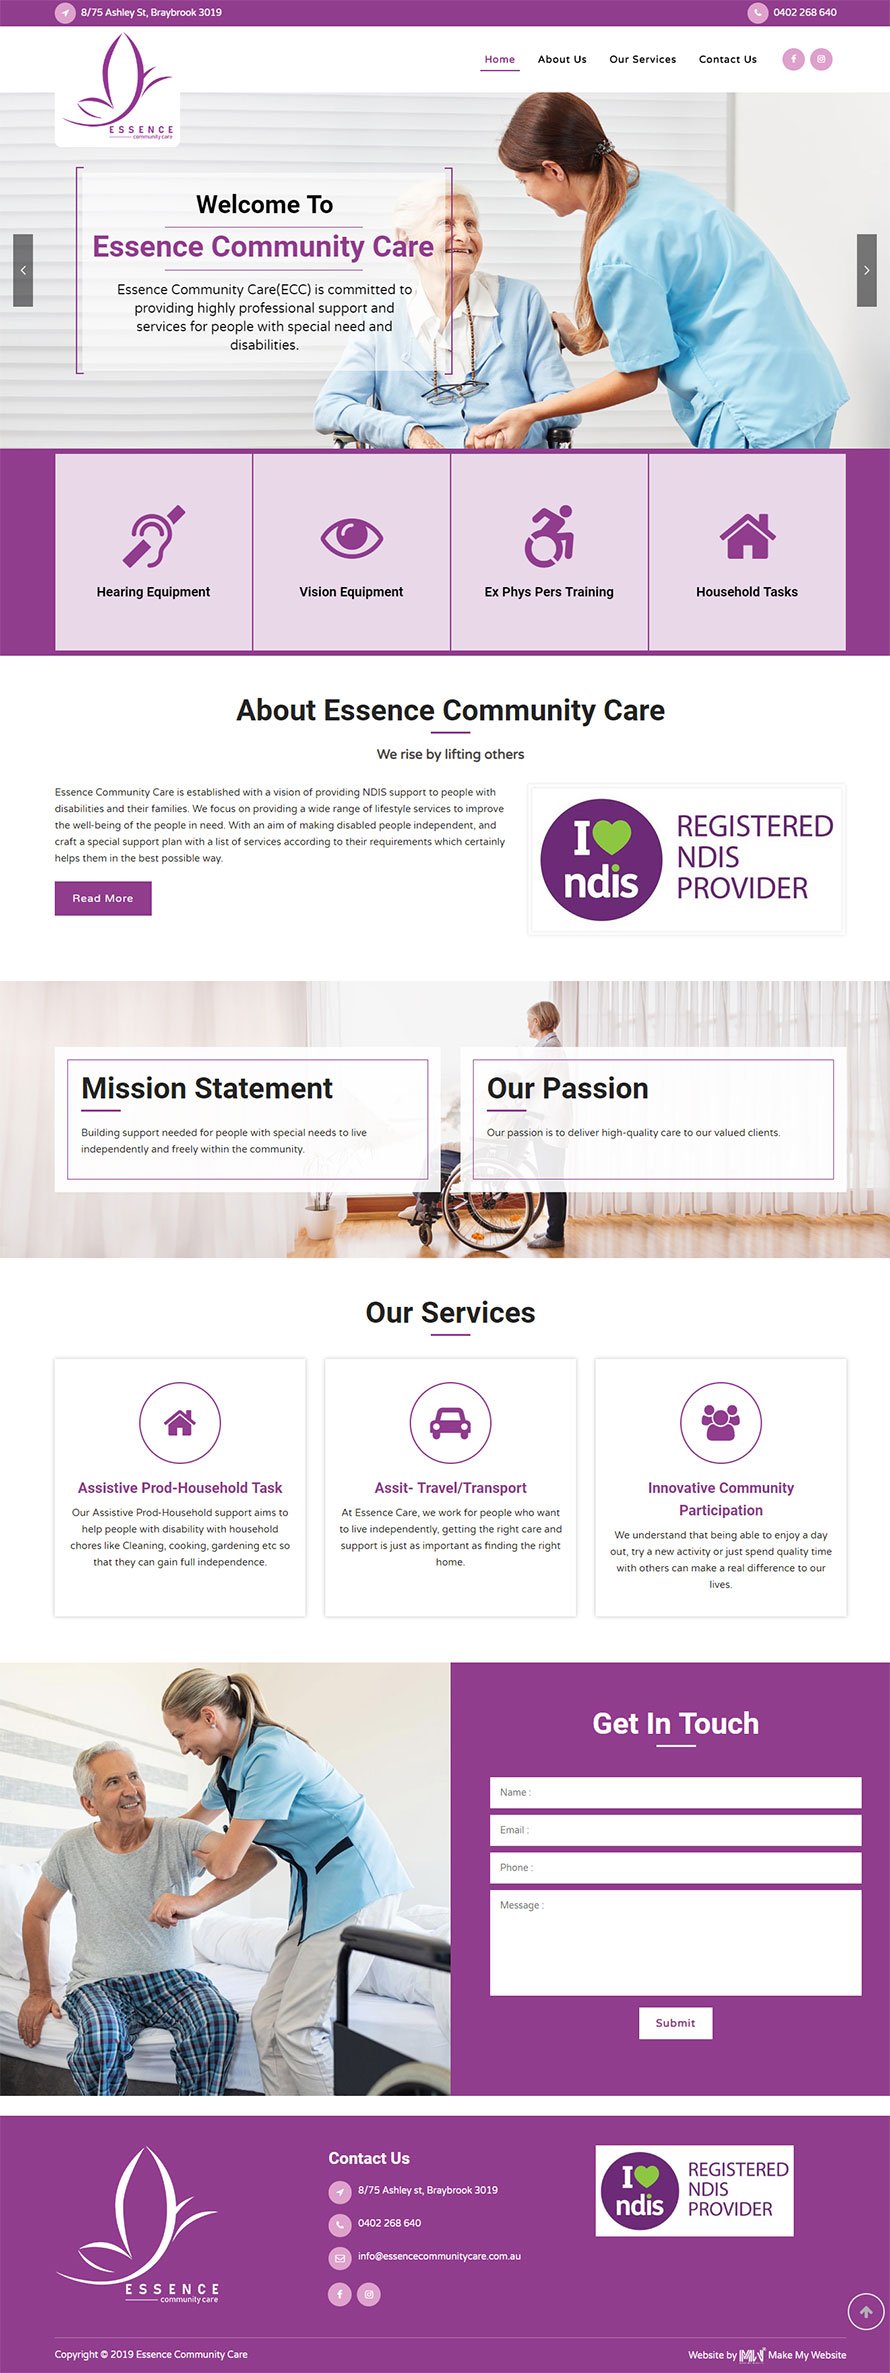 8/75 Ashley St, Braybrook 3019
0402 268 640
ESSENCE
community care
Home
About Us
Our Services
Contact Us
Welcome To
Essence Community Care
Essence Community Care(ECC) is committed to
providing highly professional support and
services for people with special need and
disabilities.
Hearing Equipment
Vision Equipment
Ex Phys Pers Training
Household Tasks
About Essence Community Care
We rise by lifting others
Essence Community Care is established with a vision of providing NDIS support to people with
disabilities and their families. We focus on providing a wide range of lifestyle services to improve
the well-being of the people in need. With an aim of making disabled people independent, and
craft a special support plan with a list of services according to their requirements which certainly
helps them in the best possible way.
Read More
I
ndis
REGISTERED
NDIS
PROVIDER
Mission Statement
Building support needed for people with special needs to live
independently and freely within the community.
Our Passion
Our passion is to deliver high-quality care to our valued clients.
Our Services
Assistive Prod-Household Task
Our Assistive Prod-Household support aims to
help people with disability with household
chores like Cleaning, cooking, gardening etc so
that they can gain full independence.
Assit- Travel/Transport
At Essence Care, we work for people who want
to live independently, getting the right care and
support is just as important as finding the right
home.
Innovative Community
Participation
We understand that being able to enjoy a day
out, try a new activity or just spend quality time
with others can make a real difference to our
lives.
Get In Touch
Name :
Email :
Phone :
Message :
Submit
ESSENCE
community care
Contact Us
8/75 Ashley st, Braybrook 3019
0402 268 640
info@essencecommunitycare.com.au
I
ndis
REGISTERED
NDIS
PROVIDER
Copyright © 2019 Essence Community Care
Website by MMW Make My Website